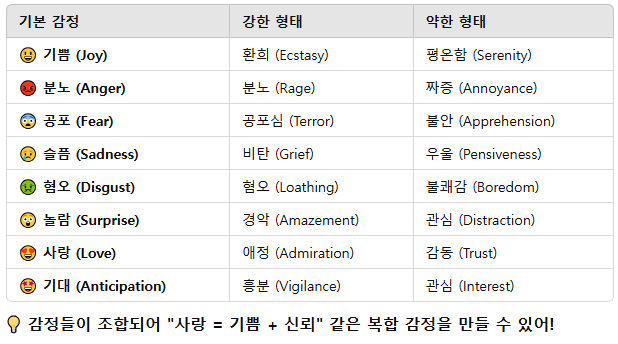 기본 감정 강한 형태 약한 형태
😀 기쁨 (Joy) 환희 (Ecstasy) 평온함 (Serenity)
😡 분노 (Anger) 분노 (Rage) 짜증 (Annoyance)
😨 공포 (Fear) 공포심 (Terror) 불안 (Apprehension)
😢 슬픔 (Sadness) 비탄 (Grief) 우울 (Pensiveness)
🤢 혐오 (Disgust) 혐오 (Loathing) 불쾌감 (Boredom)
😲 놀람 (Surprise) 경악 (Amazement) 관심 (Distraction)
😍 사랑 (Love) 애정 (Admiration) 감동 (Trust)
🤩 기대 (Anticipation) 흥분 (Vigilance) 관심 (Interest)
💡 감정들이 조합되어 "사랑 = 기쁨 + 신뢰" 같은 복합 감정을 만들 수 있어!